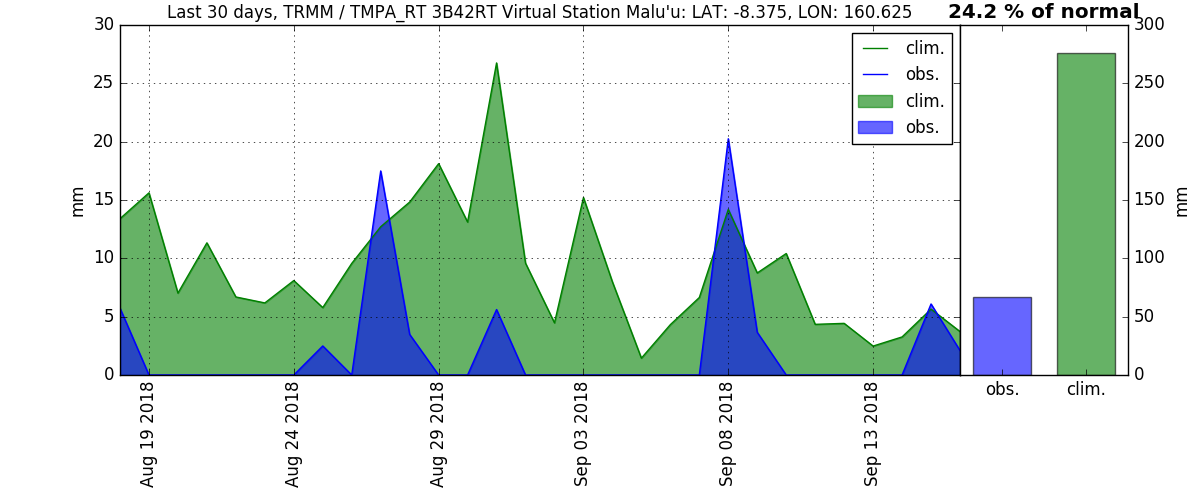 Last 30 days, TRMM / TMPA_RT 3B42RT Virtual Station Malu'u: LAT: -8.375, LON: 160.625
24.2 % of normal
30
25
20
15
10
5
0
mm
clim.
obs.
clim.
obs.
300
250
200
150
100
50
0
mm
obs.
clim.
Aug 19 2018
Aug 24 2018
Aug 29 2018
Sep 03 2018
Sep 08 2018
Sep 13 2018